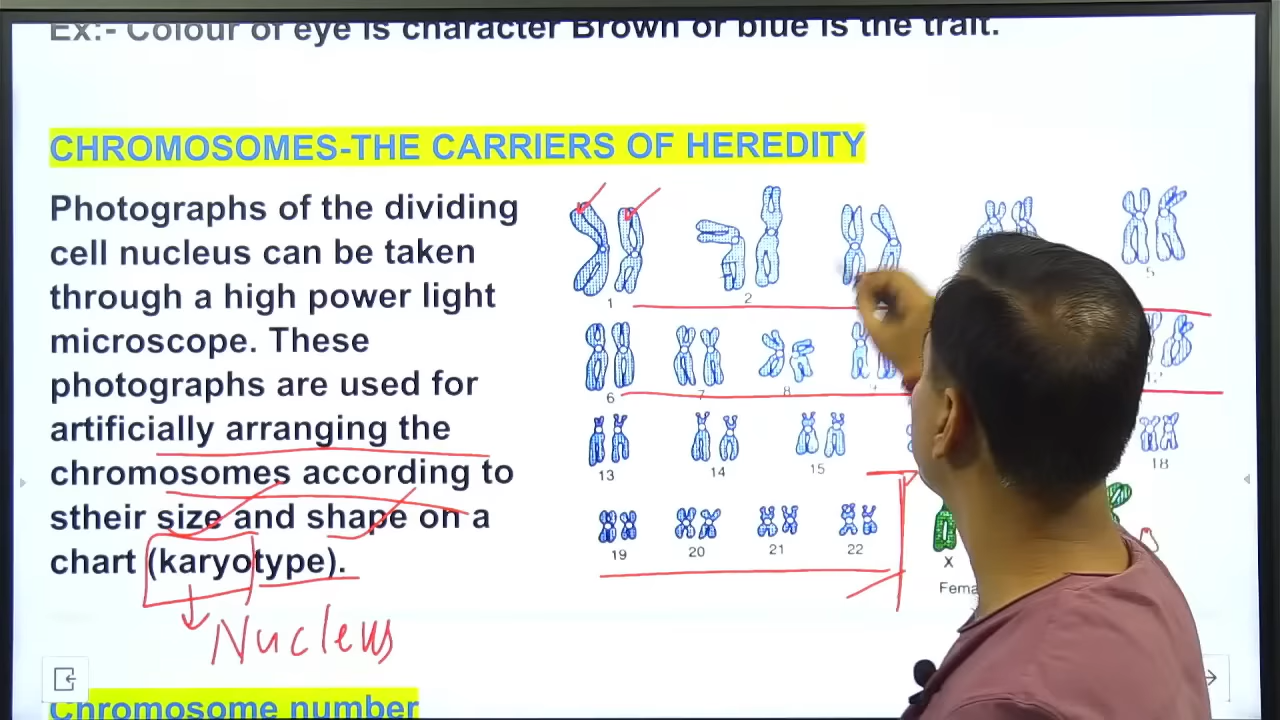 Ex:- Colour of eye is character Brown or blue is the trait.
CHROMOSOMES-THE CARRIERS OF HEREDITY
Photographs of the dividing
cell nucleus can be taken
through a high power light
microscope. These
photographs are used for
artificially arranging the
chromosomes according to
stheir size and shape on a
chart (karyotype).
Nucleus
1 2 5
6 7 8 9 12
13 14 15 18
19 20 21 22
X
Fema
Chromosome number